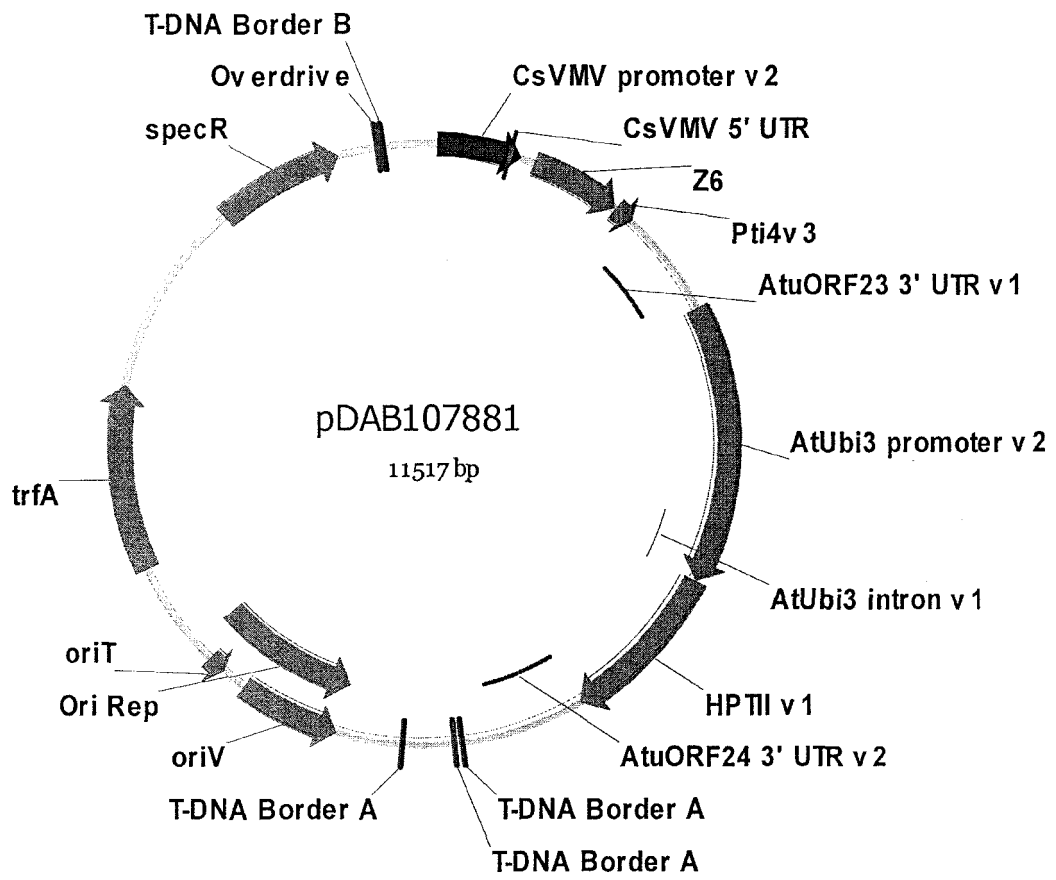 T-DNA Border B
Overdrive
CsVMV promoter v2
specR
CsVMV 5' UTR
Z6
Pti4v3
AtuORF23 3' UTR v1
pDAB107881
11517 bp
AtUbi3 promoter v2
trfA
AtUbi3 intron v1
oriT
Ori Rep
HPTII v1
oriV
AtuORF24 3' UTR v2
T-DNA Border A
T-DNA Border A
T-DNA Border A